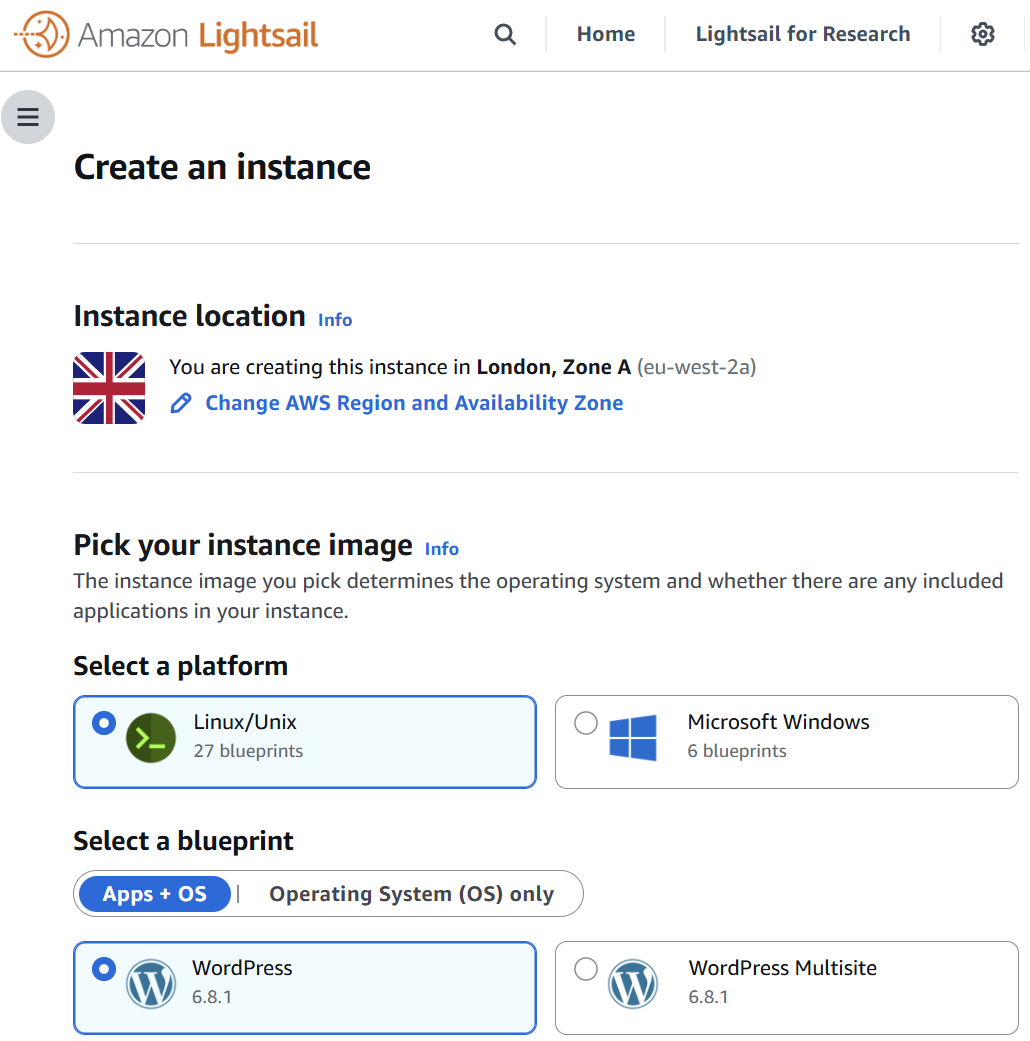 Amazon Lightsail
Home
Lightsail for Research
Create an instance
Instance location Info
You are creating this instance in London, Zone A (eu-west-2a)
Change AWS Region and Availability Zone
Pick your instance image Info
The instance image you pick determines the operating system and whether there are any included
applications in your instance.
Select a platform
Linux/Unix
27 blueprints
Microsoft Windows
6 blueprints
Select a blueprint
Apps + OS | Operating System (OS) only
WordPress
6.8.1
WordPress Multisite
6.8.1